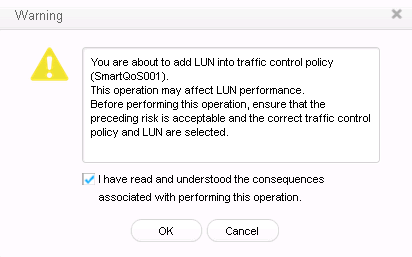 Warning
You are about to add LUN into traffic control policy
(SmartQoS001).
This operation may affect LUN performance.
Before performing this operation, ensure that the
preceding risk is acceptable and the correct traffic control
policy and LUN are selected.
I have read and understood the consequences
associated with performing this operation.
OK Cancel